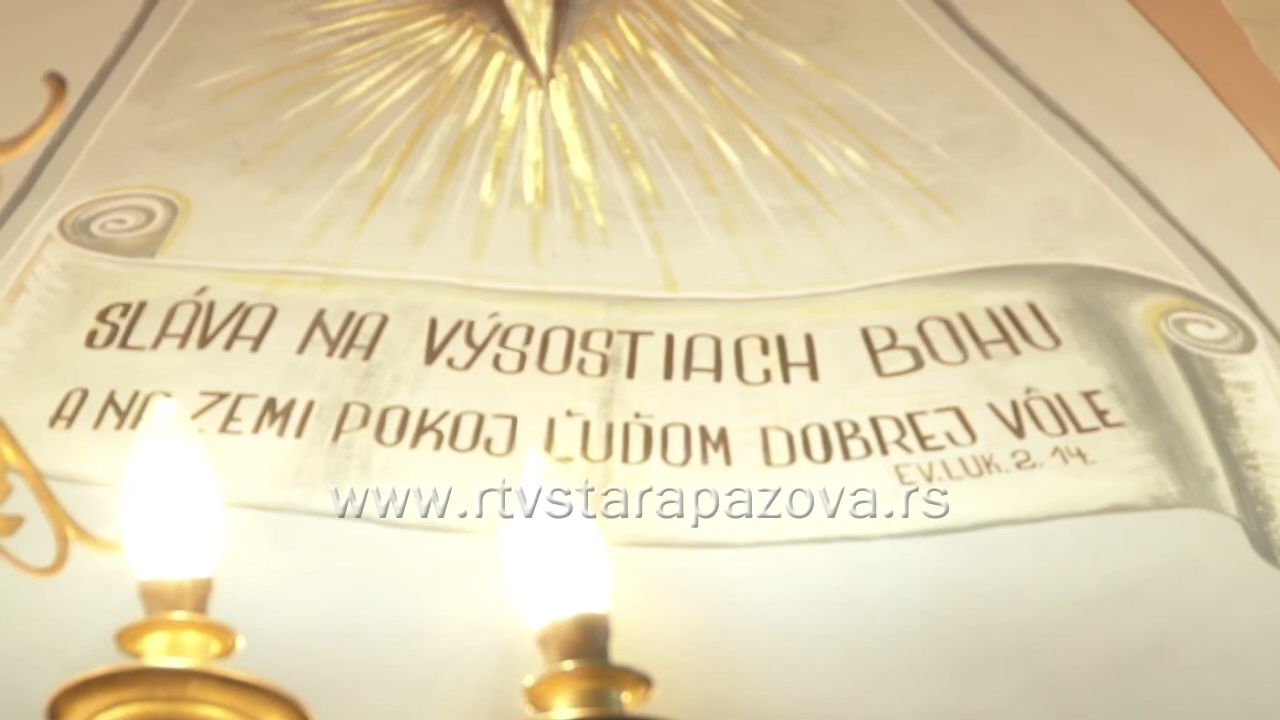 SLÁVA NA VÝSOSTIACH BOHU
A NA ZEMI POKOJ ĽUĎOM DOBREJ VÔLE
EV. LUK. 2. 14.
www.rtvstarapazova.rs